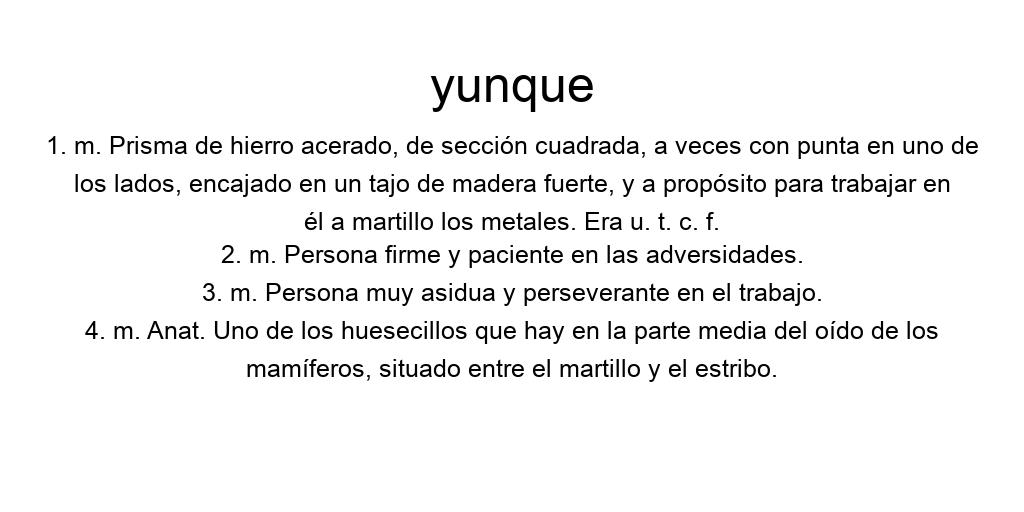 yunque
1. m. Prisma de hierro acerado, de sección cuadrada, a veces con punta en uno de
los lados, encajado en un tajo de madera fuerte, y a propósito para trabajar en
él a martillo los metales. Era u. t. c. f.
2. m. Persona firme y paciente en las adversidades.
3. m. Persona muy asidua y perseverante en el trabajo.
4. m. Anat. Uno de los huesecillos que hay en la parte media del oído de los
mamíferos, situado entre el martillo y el estribo.